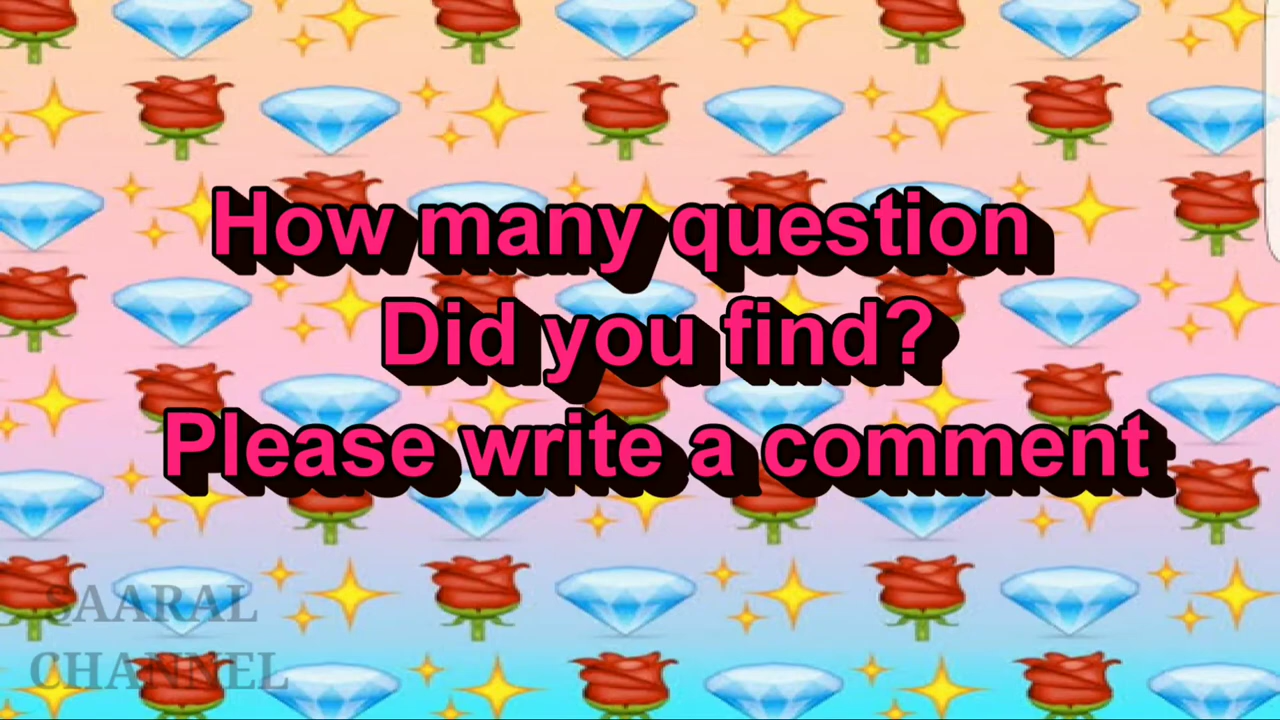 How many question
Did you find?
Please write a comment
SAARAL
CHANNEL